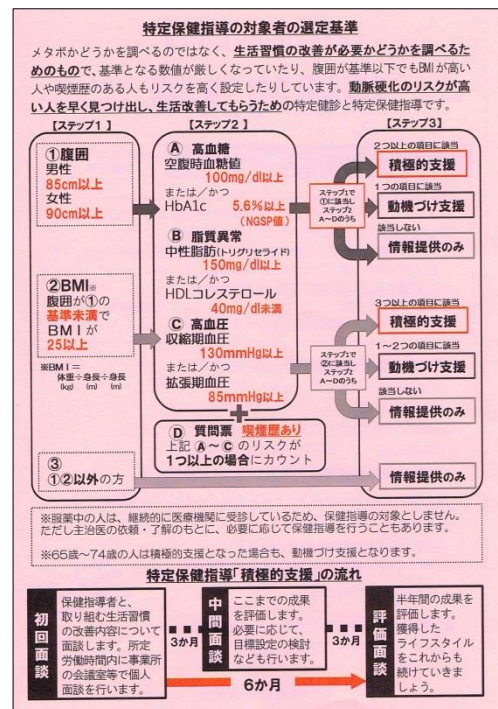 特定保健指導の対象者の選定基準
メタボかどうかを調べるのではなく、生活習慣の改善が必要かどうかを調べるた
めのもので、基準となる数値が厳しくなっていたり、腹囲が基準以下でもBMIが高い
人や喫煙歴のある人もリスクを高く設定したりしています。動脈硬化のリスクが高
い人を早く見つけ出し、生活改善してもらうための特定健診と特定保健指導です。
【ステップ1】
①腹囲
男性
85cm以上
女性
90cm以上
②BMI※
腹囲が①の
基準未満で
BMIが
25以上
※BMI=
体重÷身長÷身長
(kg) (m) (m)
③
①②以外の方
【ステップ2】
Ⓐ 高血糖
空腹時血糖値
100mg/dl以上
または/かつ
HbA1c 5.6%以上
(NGSP値)
Ⓑ 脂質異常
中性脂肪(トリグリセライド)
150mg/dl以上
または/かつ
HDLコレステロール
40mg/dl未満
Ⓒ 高血圧
収縮期血圧
130mmHg以上
または/かつ
拡張期血圧
85mmHg以上
+
Ⓓ 質問票 喫煙歴あり
上記Ⓐ~Ⓒのリスクが
1つ以上の場合にカウント
ステップ1で
①に該当し
ステップ2
A~Dのうち
ステップ1で
②に該当し
ステップ2
A~Dのうち
【ステップ3】
2つ以上の項目に該当
積極的支援
1つの項目に該当
動機づけ支援
該当しない
情報提供のみ
3つ以上の項目に該当
積極的支援
1~2つの項目に該当
動機づけ支援
該当しない
情報提供のみ
情報提供のみ
※服薬中の人は、継続的に医療機関に受診しているため、保健指導の対象としません。
ただし主治医の依頼・了解のもとに、必要に応じて保健指導を行うこともあります。
※65歳~74歳の人は積極的支援となった場合も、動機づけ支援となります。
特定保健指導「積極的支援」の流れ
初回面談
保健指導者と、
取り組む生活習慣
の改善内容について
面談します。所定
労働時間内に事業所
の会議室等で個人
面談を行います。
3か月
中間面談
ここまでの成果
を評価します。
必要に応じて、
目標設定の検討
なども行います。
3か月
評価面談
半年間の成果を
評価します。
獲得した
ライフスタイル
をこれからも
続けていきま
しょう。
6か月